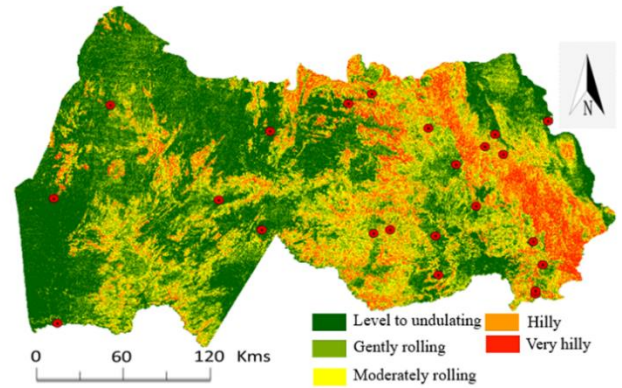 N
Level to undulating
Hilly
Gently rolling
Very hilly
Moderately rolling
0 60 120 Kms